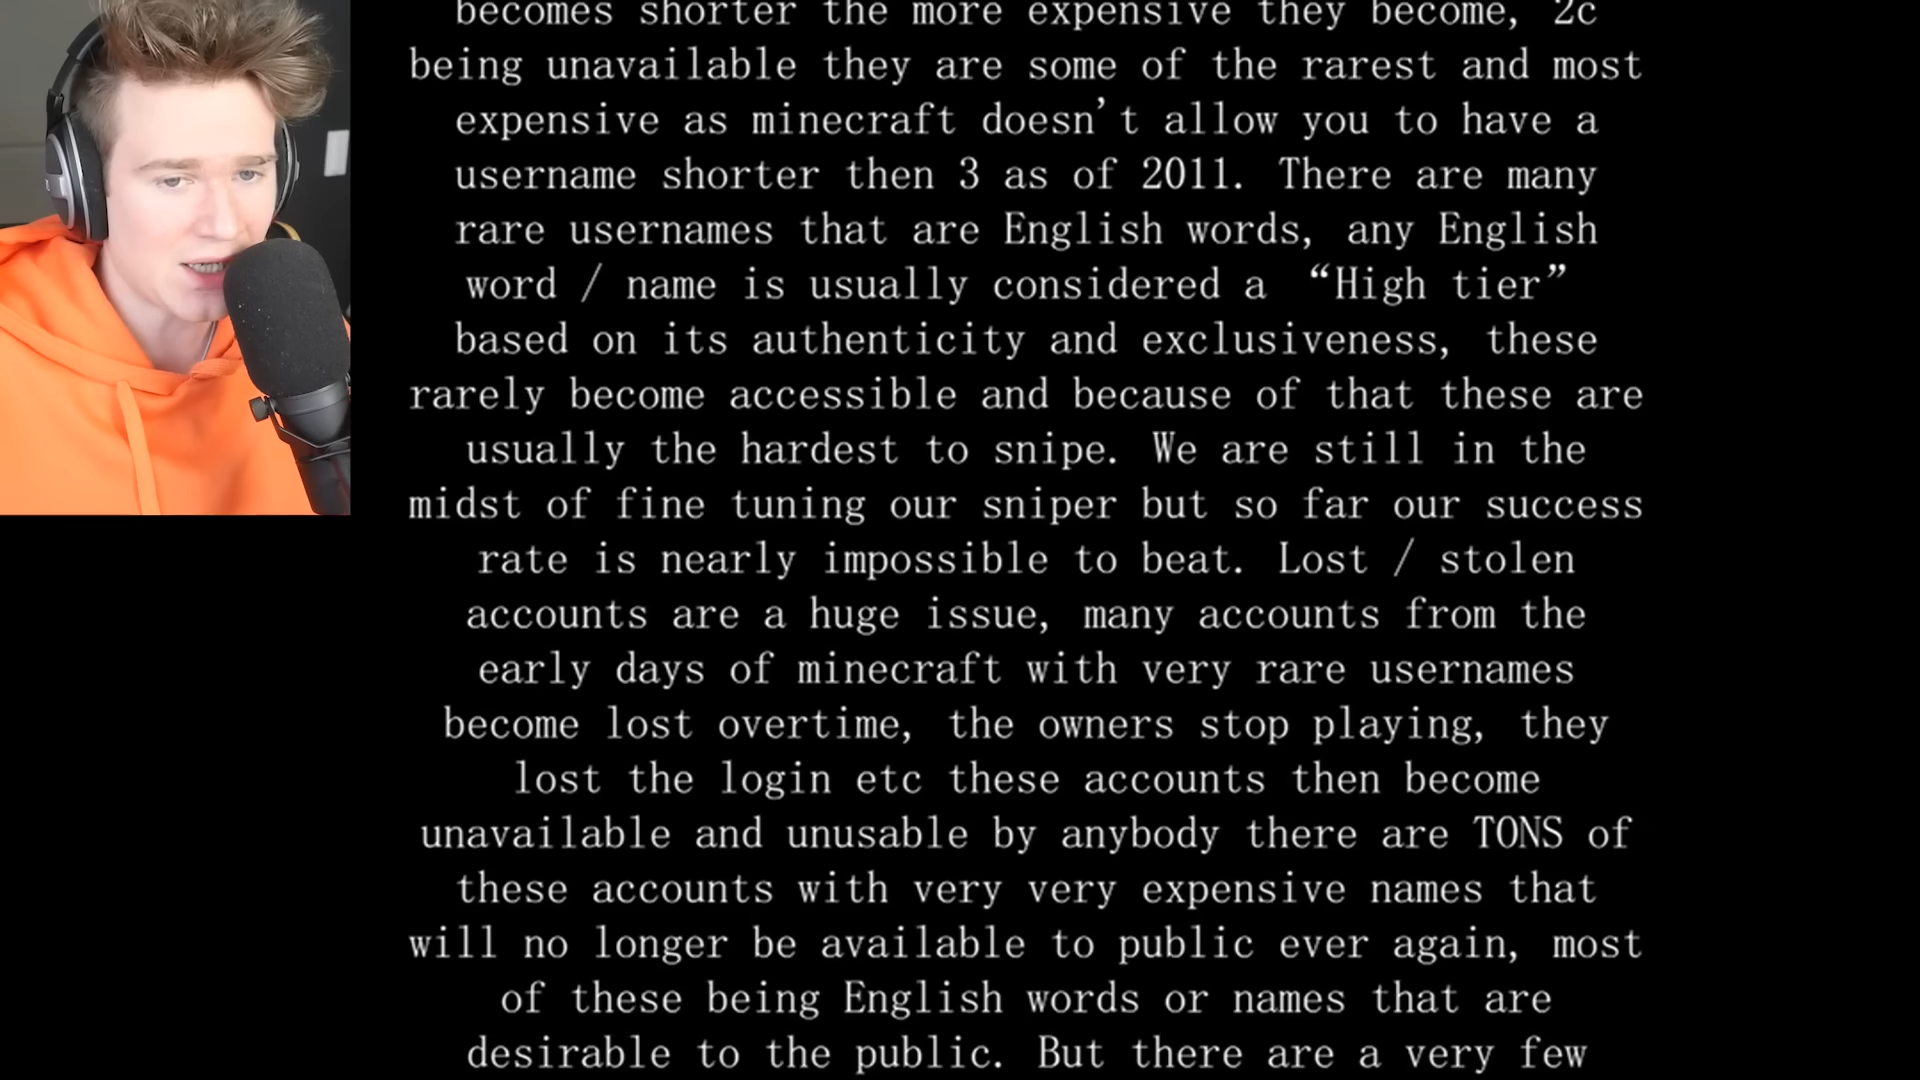 becomes shorter the more expensive they become, 2c
being unavailable they are some of the rarest and most
expensive as minecraft doesn't allow you to have a
username shorter then 3 as of 2011. There are many
rare usernames that are English words, any English
word / name is usually considered a “High tier”
based on its authenticity and exclusiveness, these
rarely become accessible and because of that these are
usually the hardest to snipe. We are still in the
midst of fine tuning our sniper but so far our success
rate is nearly impossible to beat. Lost / stolen
accounts are a huge issue, many accounts from the
early days of minecraft with very rare usernames
become lost overtime, the owners stop playing, they
lost the login etc these accounts then become
unavailable and unusable by anybody there are TONS of
these accounts with very very expensive names that
will no longer be available to public ever again, most
of these being English words or names that are
desirable to the public. But there are a very few